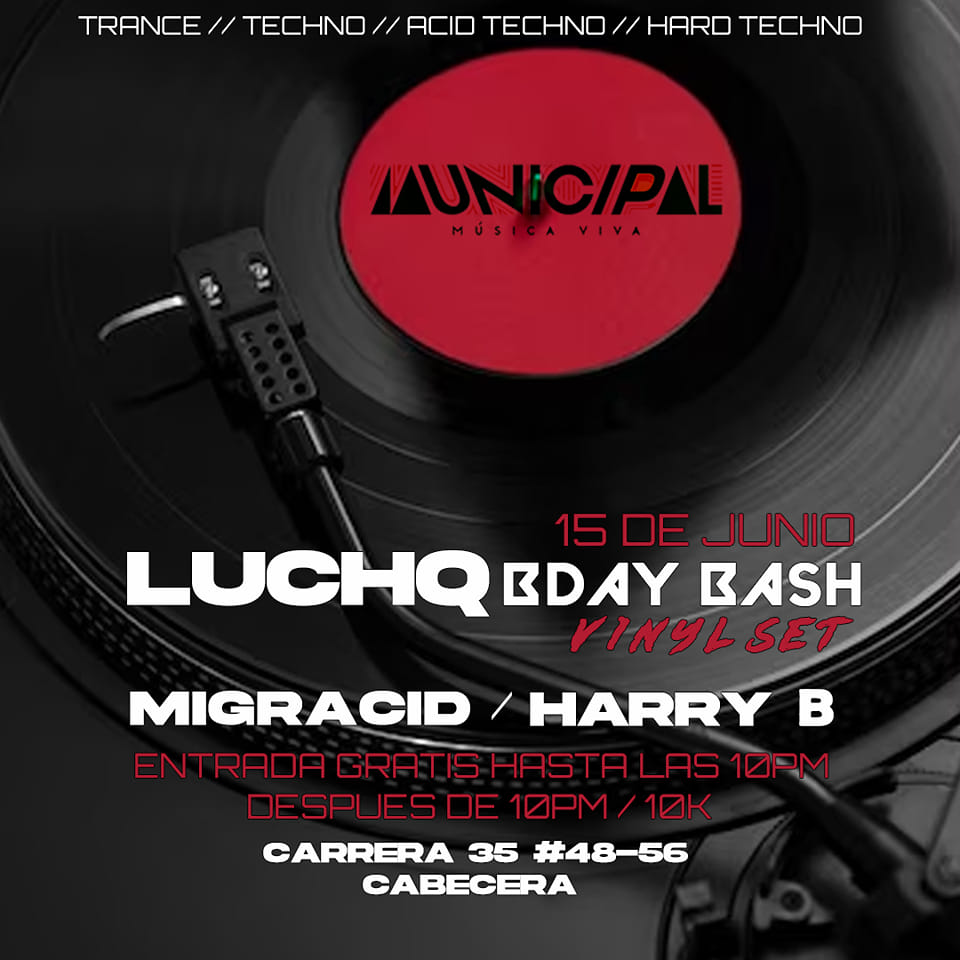 TRANCE // TECHNO // ACID TECHNO // HARD TECHNO
MUNICIPAL
MÚSICA VIVA
15 DE JUNIO
LUCHQ BDAY BASH
VINYL SET
MIGRACID / HARRY B
ENTRADA GRATIS HASTA LAS 10PM
DESPUES DE 10PM / 10K
CARRERA 35 #48-56
CABECERA